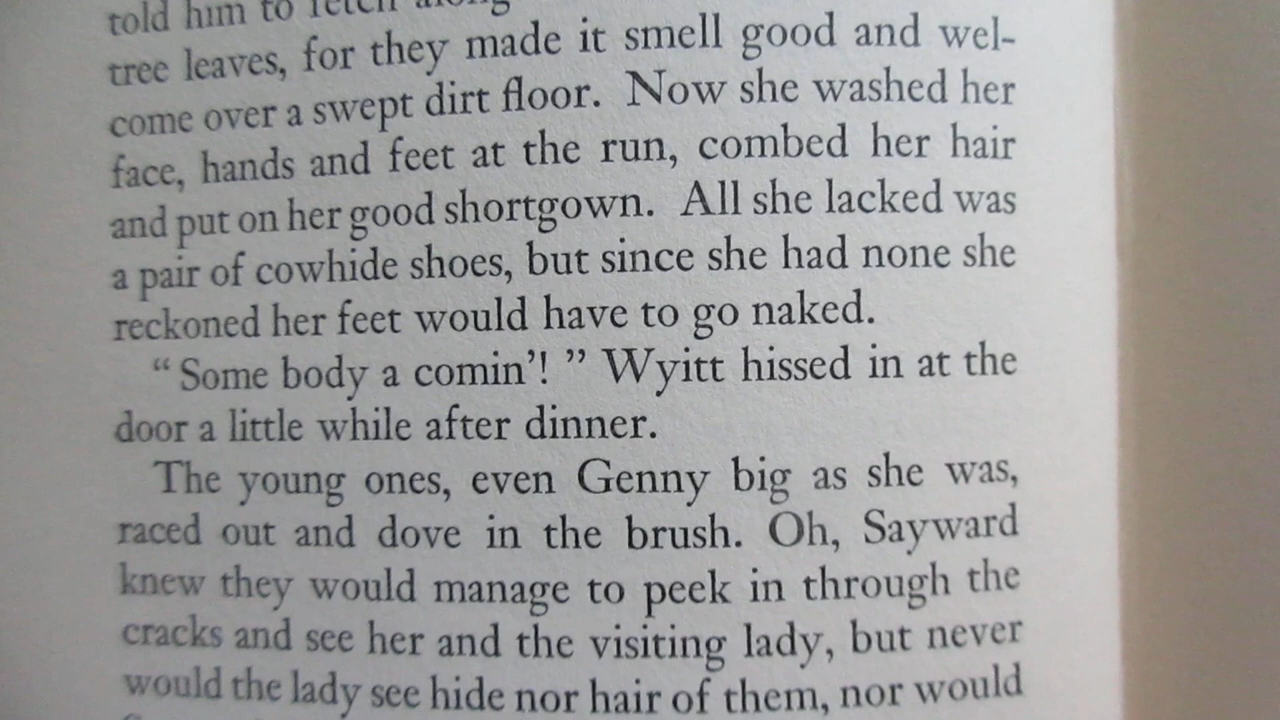 told him to fetch along
tree leaves, for they made it smell good and wel-
come over a swept dirt floor. Now she washed her
face, hands and feet at the run, combed her hair
and put on her good shortgown. All she lacked was
a pair of cowhide shoes, but since she had none she
reckoned her feet would have to go naked.
“ Some body a comin’! ” Wyitt hissed in at the
door a little while after dinner.
The young ones, even Genny big as she was,
raced out and dove in the brush. Oh, Sayward
knew they would manage to peek in through the
cracks and see her and the visiting lady, but never
would the lady see hide nor hair of them, nor would